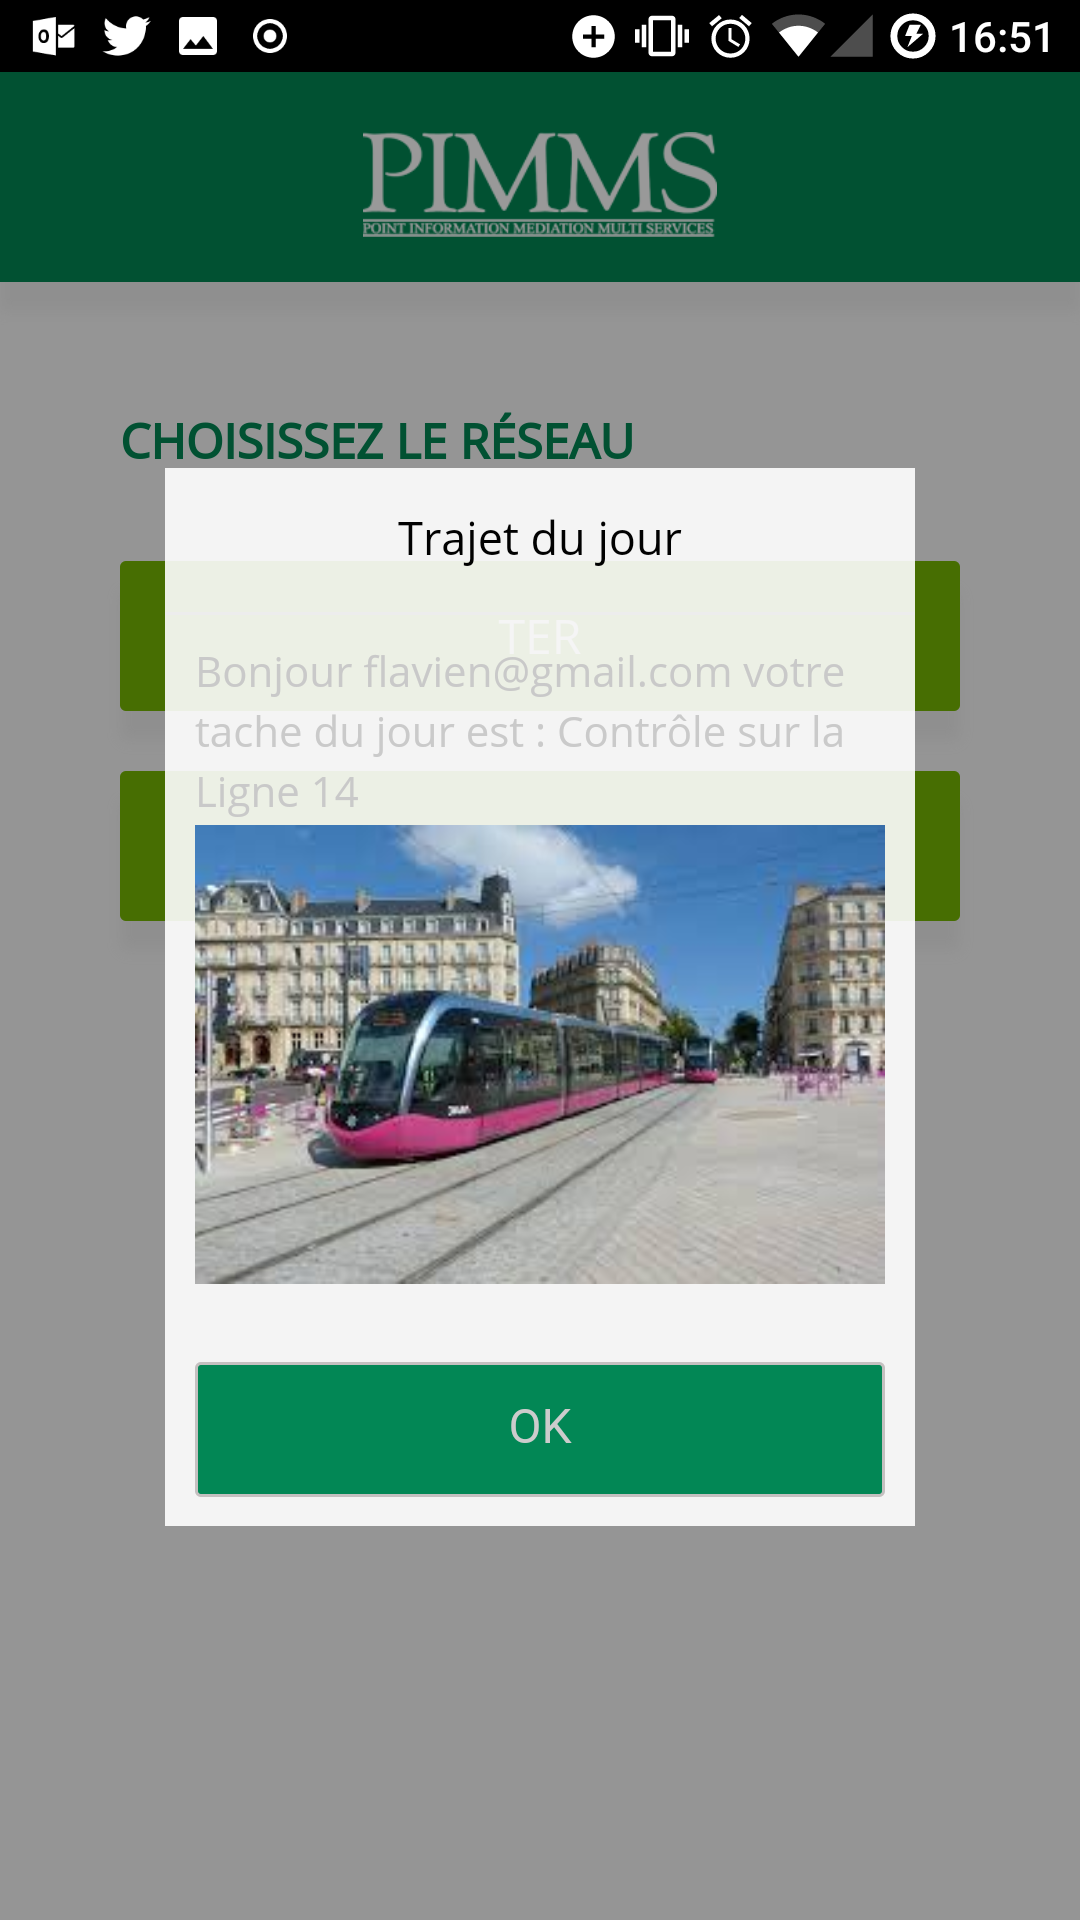 16:51
PIMMS
POINT INFORMATION MEDIATION MULTI SERVICES
CHOISISSEZ LE RÉSEAU
Trajet du jour
TER
Bonjour flavien@gmail.com votre
tache du jour est : Contrôle sur la
Ligne 14
OK